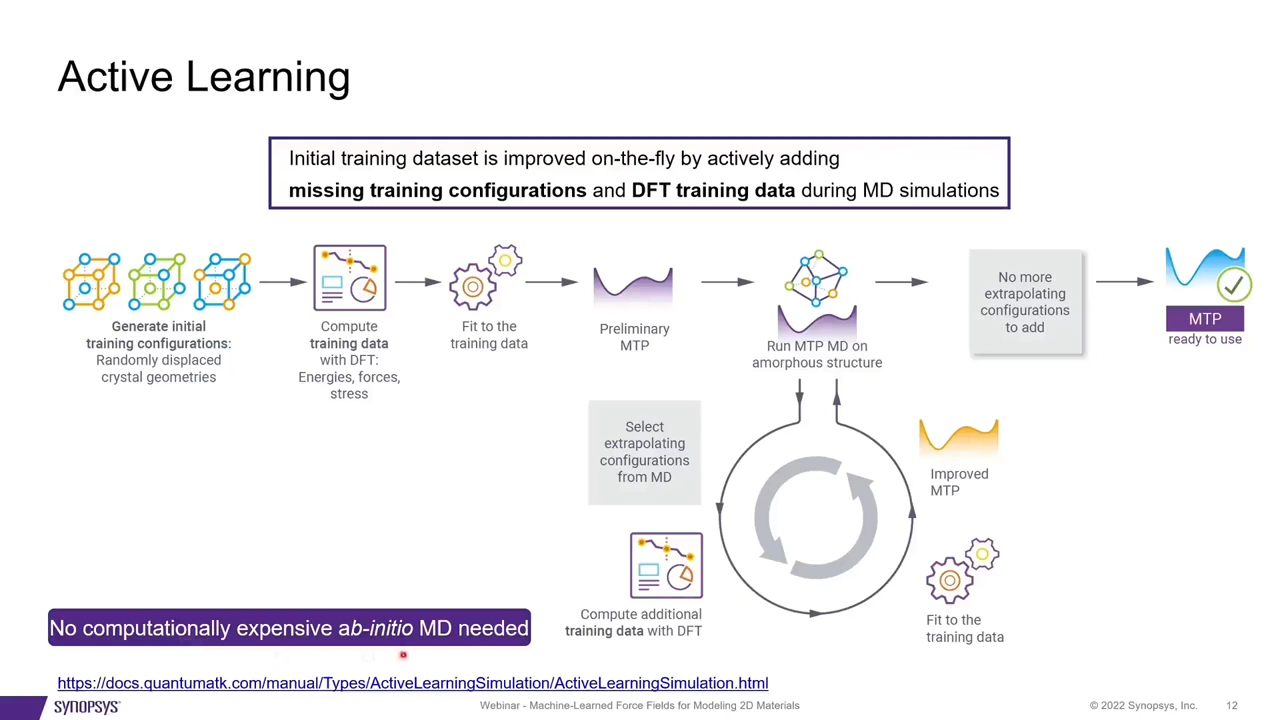 Active Learning
Initial training dataset is improved on-the-fly by actively adding
missing training configurations and DFT training data during MD simulations
Generate initial
training configurations:
Randomly displaced
crystal geometries
Compute
training data
with DFT:
Energies, forces,
stress
Fit to the
training data
Preliminary
MTP
Run MTP MD on
amorphous structure
No more
extrapolating
configurations
to add
MTP
ready to use
Select
extrapolating
configurations
from MD
Compute additional
training data with DFT
Fit to the
training data
Improved
MTP
No computationally expensive ab-initio MD needed
https://docs.quantumatk.com/manual/Types/ActiveLearningSimulation/ActiveLearningSimulation.html
SYNOPSYS®
Webinar - Machine-Learned Force Fields for Modeling 2D Materials
© 2022 Synopsys, Inc.
12